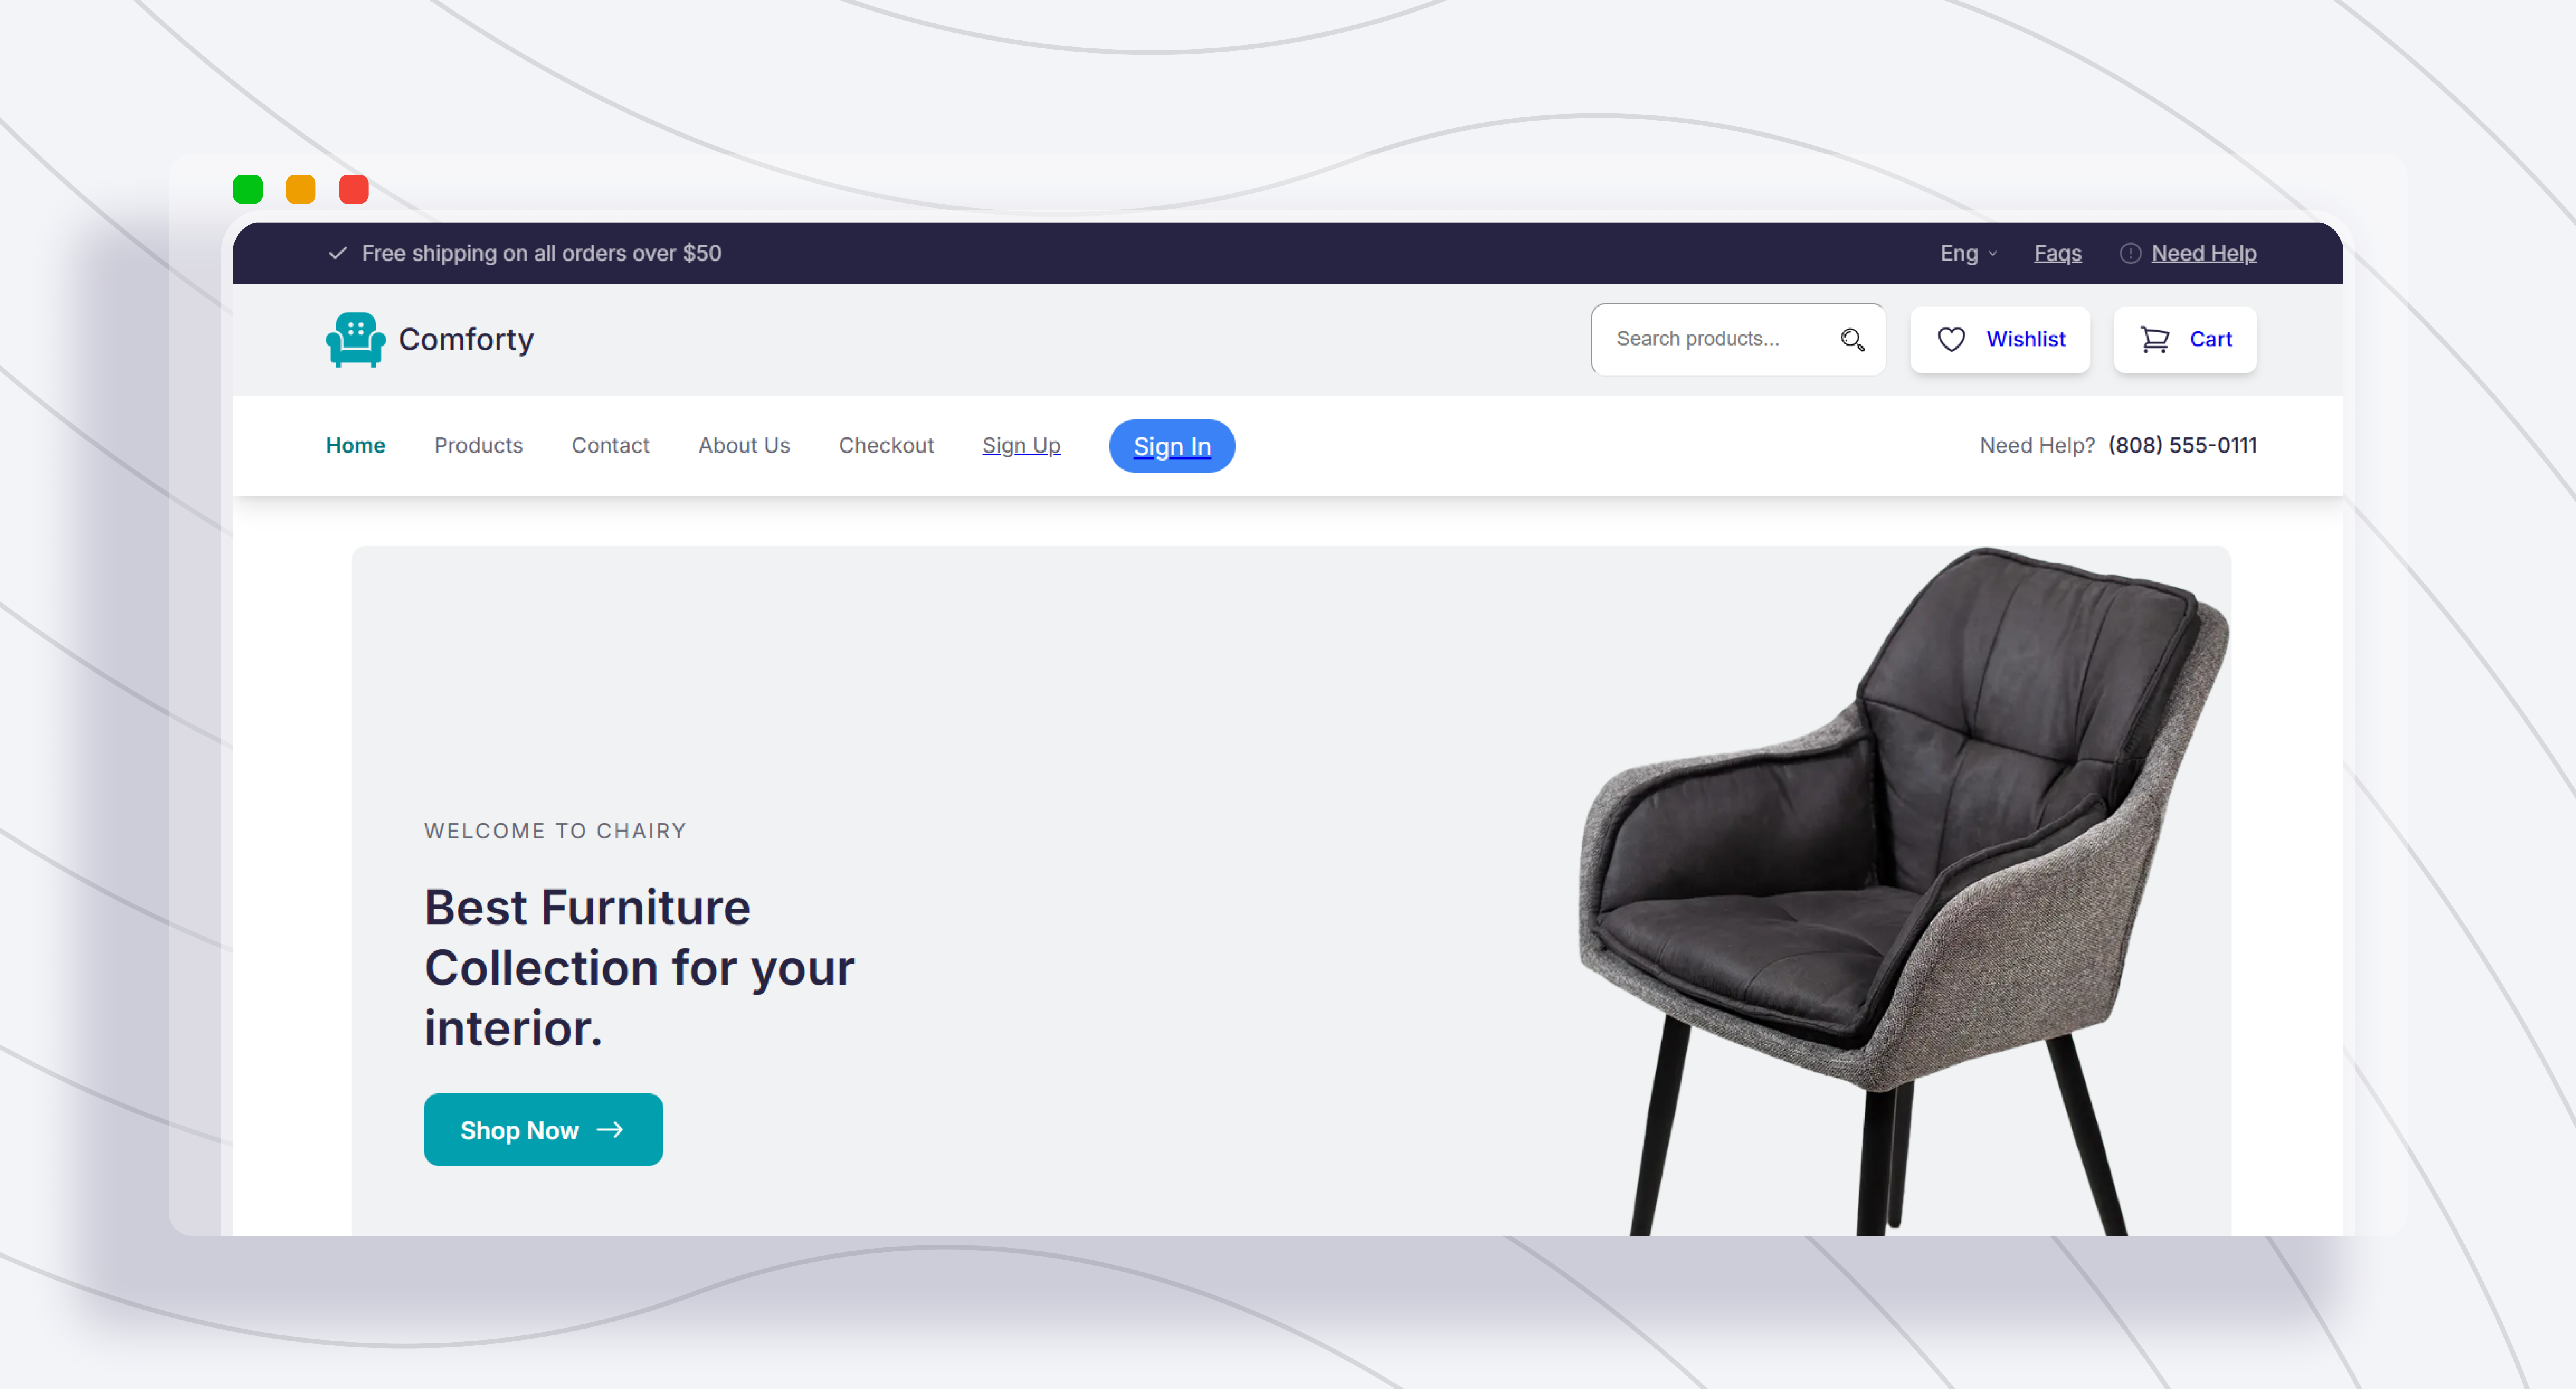 Free shipping on all orders over $50
Eng
Faqs
Need Help
Comforty
Search products...
Wishlist
Cart
Home
Products
Contact
About Us
Checkout
Sign Up
Sign In
Need Help? (808) 555-0111
WELCOME TO CHAIRY
Best Furniture
Collection for your
interior.
Shop Now